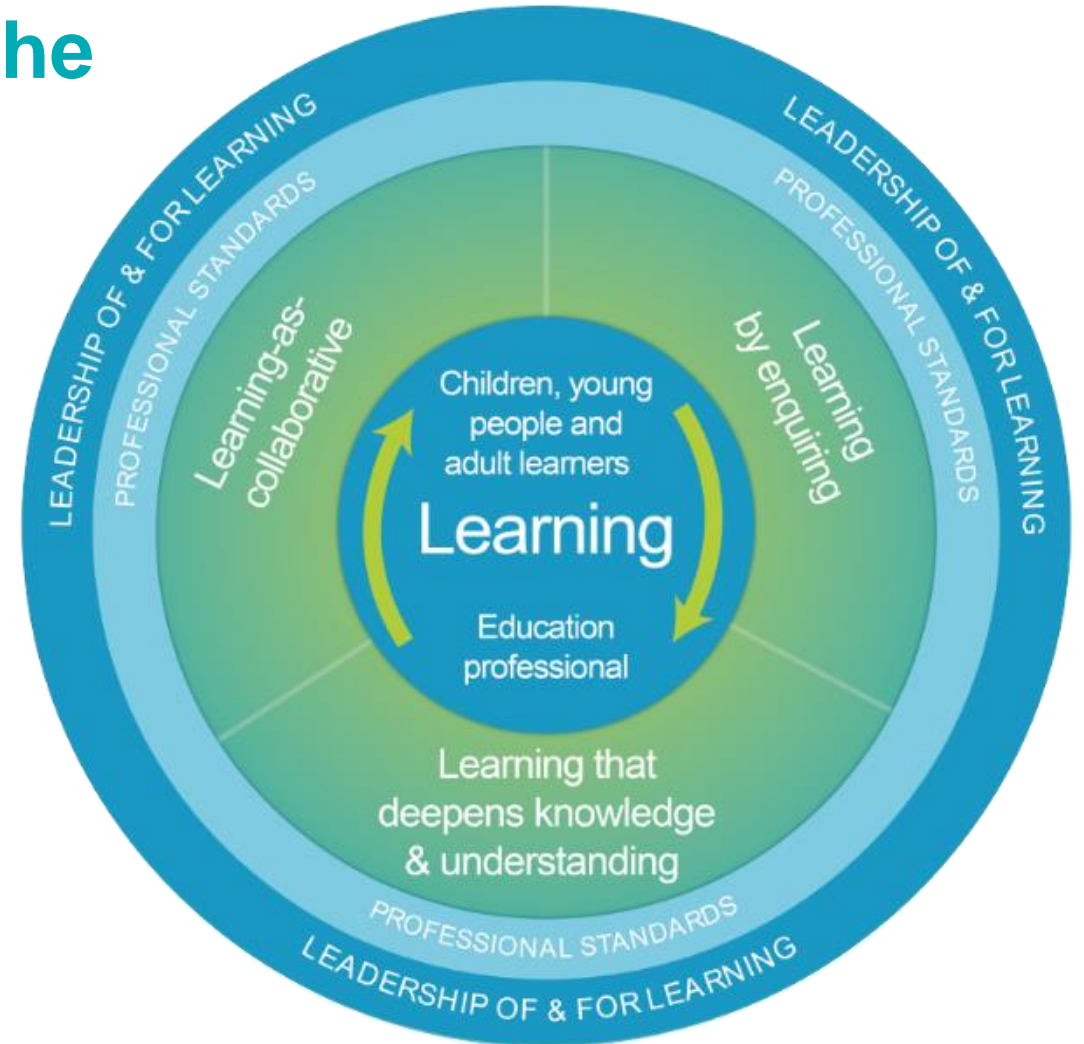 he
LEADERSHIP OF & FOR LEARNING
LEADERSHIP OF & FOR LEARNING
PROFESSIONAL STANDARDS
PROFESSIONAL STANDARDS
Learning-as-
collaborative
Learning
by enquiring
Children, young
people and
adult learners
Learning
Education
professional
Learning that
deepens knowledge
& understanding
PROFESSIONAL STANDARDS
LEADERSHIP OF & FOR LEARNING